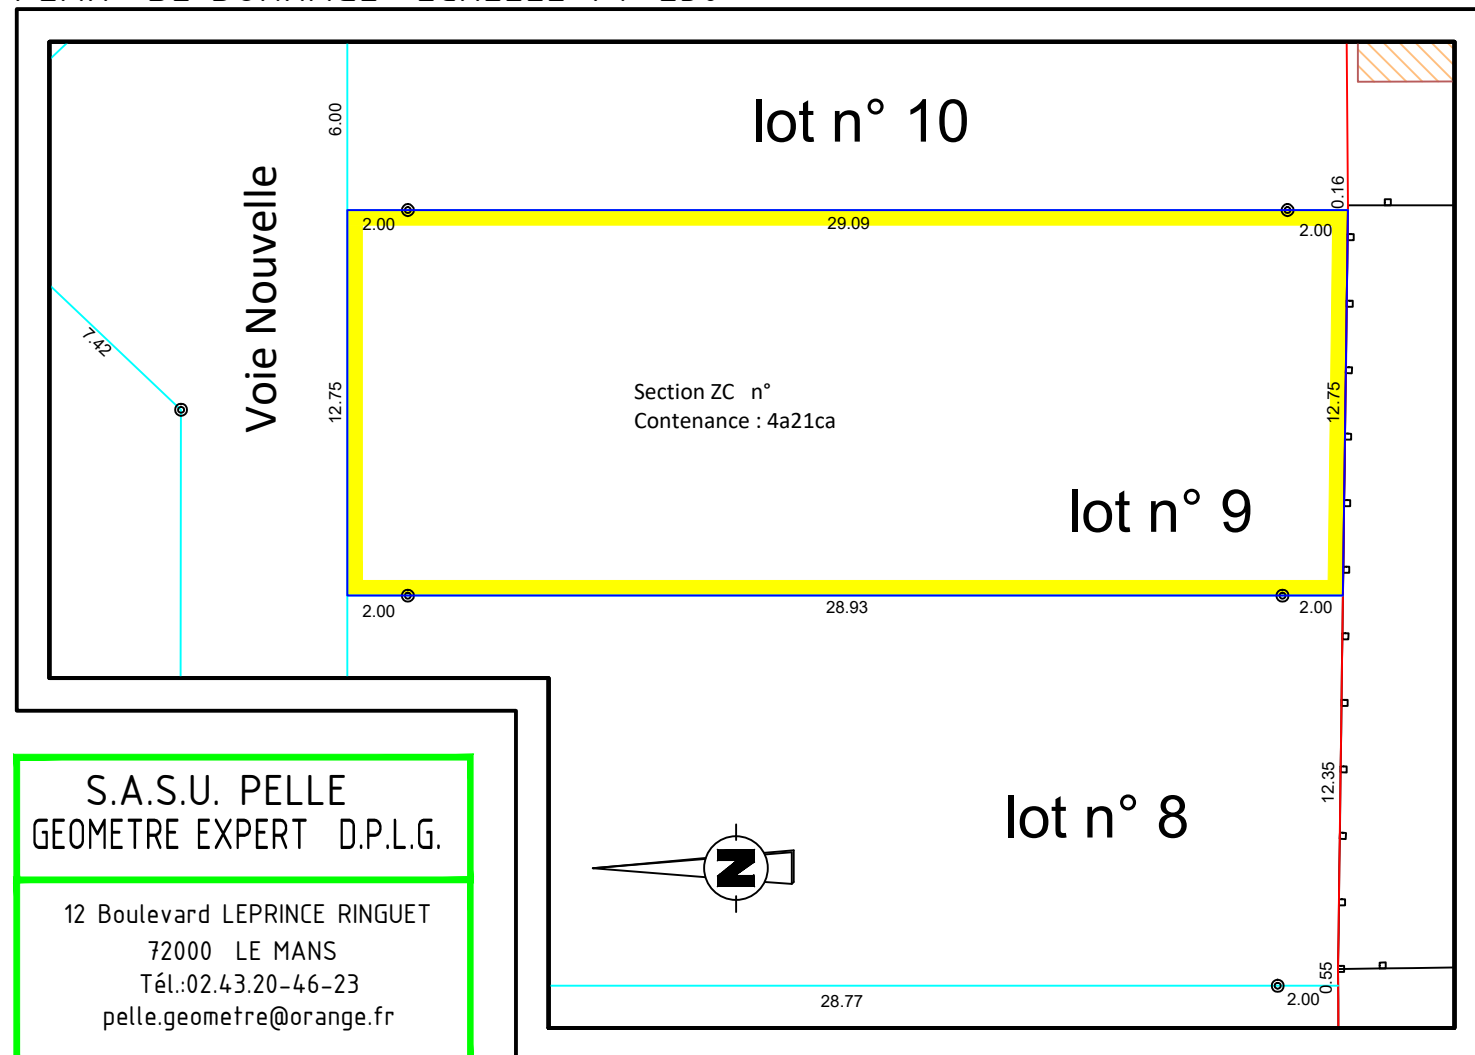 6.00
lot n° 10
Voie Nouvelle
0.16
2.00
29.09
2.00
7.42
12.75
Section ZC n°
Contenance : 4a21ca
12.75
lot n° 9
2.00
28.93
2.00
12.35
lot n° 8
N
0.55
28.77
2.00
S.A.S.U. PELLE
GEOMETRE EXPERT D.P.L.G.
12 Boulevard LEPRINCE RINGUET
72000 LE MANS
Tél.:02.43.20-46-23
pelle.geometre@orange.fr